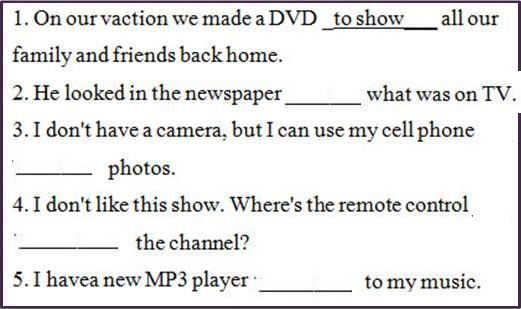 1. On our vaction we made a DVD _to show___ all our
family and friends back home.
2. He looked in the newspaper _______ what was on TV.
3. I don't have a camera, but I can use my cell phone
_______ photos.
4. I don't like this show. Where's the remote control
_________ the channel?
5. I havea new MP3 player _________ to my music.